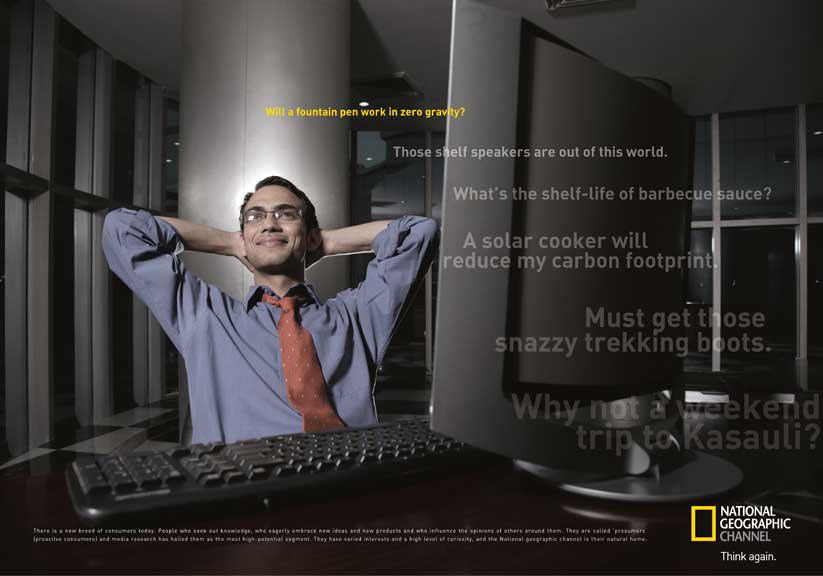 Will a fountain pen work in zero gravity?
Those shelf speakers are out of this world.
What's the shelf-life of barbecue sauce?
A solar cooker will
reduce my carbon footprint.
Must get those
snazzy trekking boots.
Why not a weekend
trip to Kasauli?
There is a new breed of consumers today. People who seek out knowledge, who eagerly embrace new ideas and new products and who influence the opinions of others around them. They are called 'prosumers'
(proactive consumers) and media research has hailed them as the most high-potential segment. They have varied interests and a high level of curiosity, and the National geographic channel is their natural home.
NATIONAL
GEOGRAPHIC
CHANNEL
Think again.